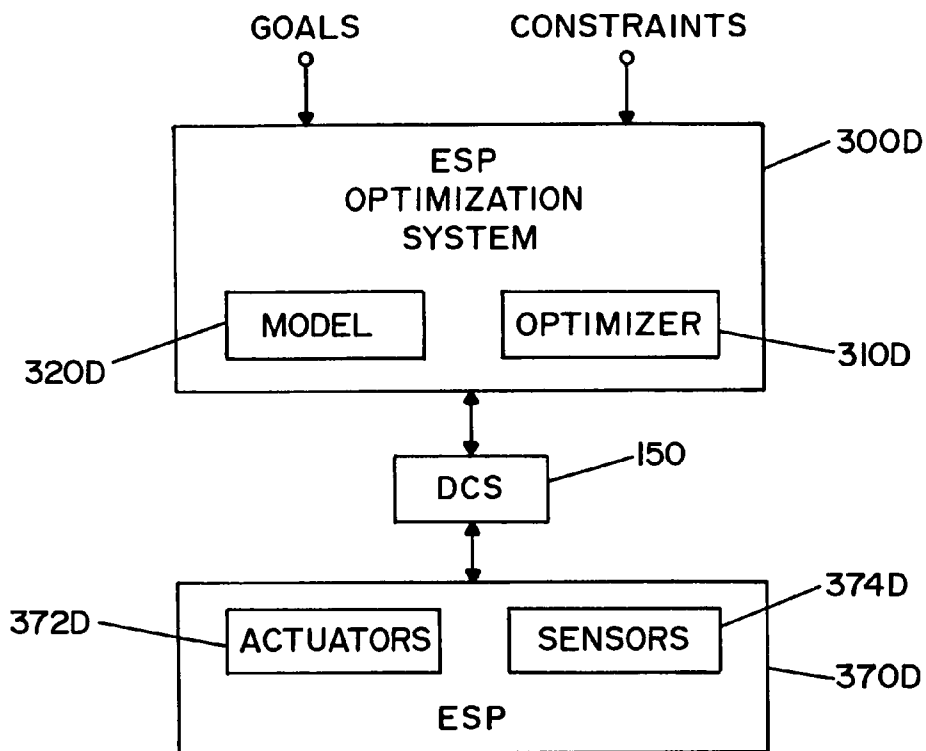 GOALS
CONSTRAINTS
ESP
OPTIMIZATION
SYSTEM
300D
MODEL
OPTIMIZER
320D
310D
DCS
150
372D
ACTUATORS
SENSORS
374D
370D
ESP